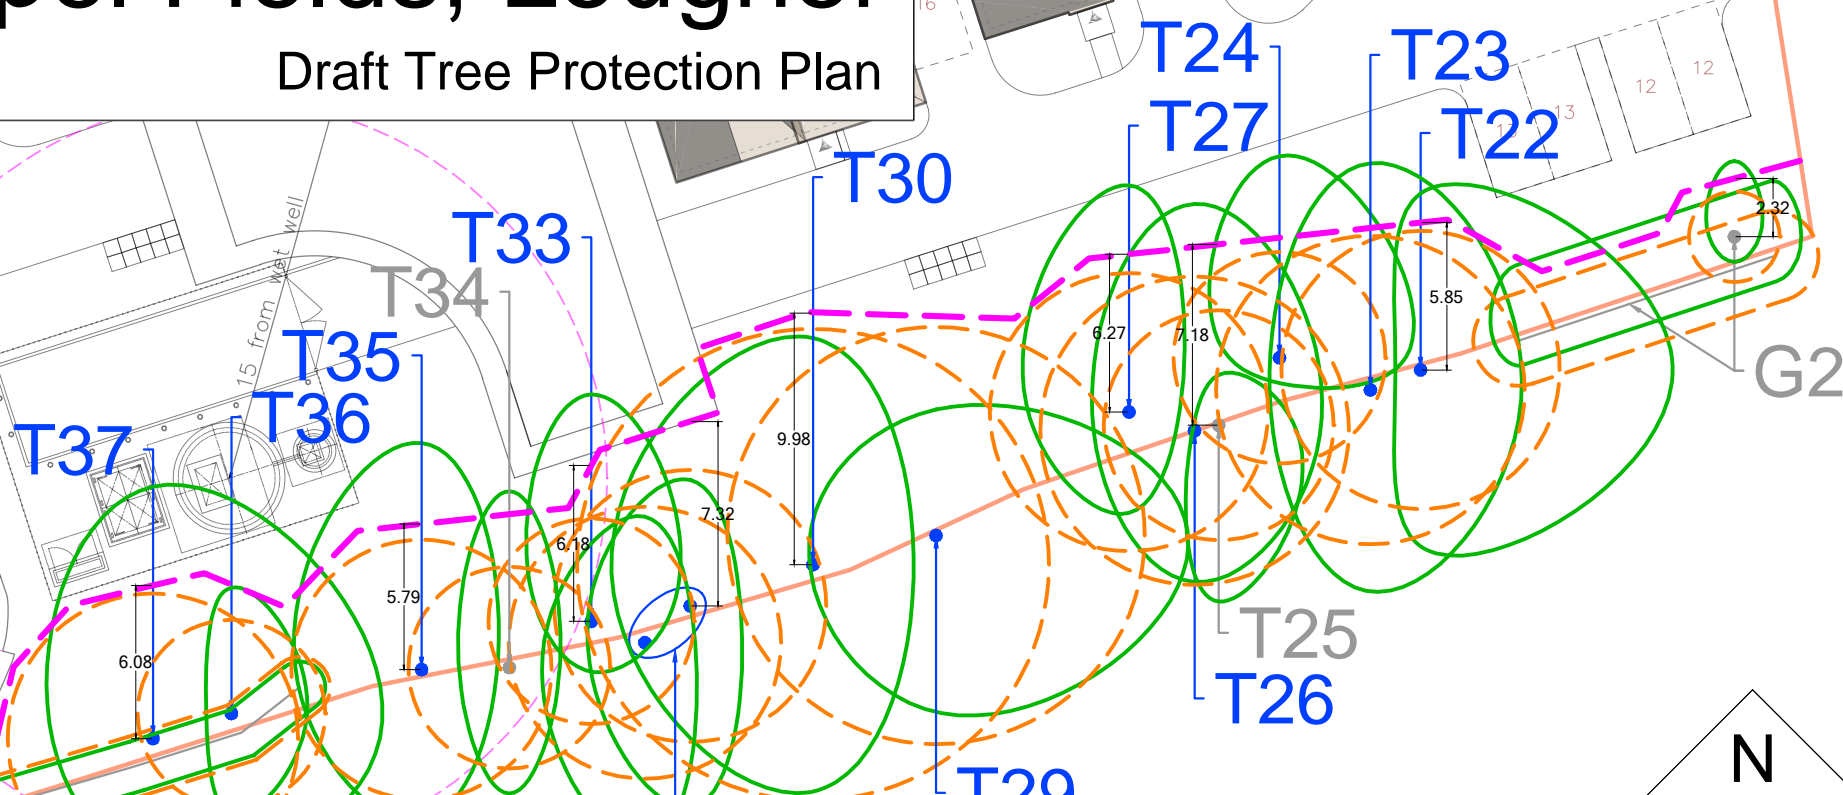 Draft Tree Protection Plan
16
T24
T23
12
12
13
T27
T22
T30
2.32
T33
15 from wet well
T34
5.85
6.27
7.18
T35
G2
T36
9.98
T37
7.32
6.18
5.79
T25
6.08
T26
N
T29